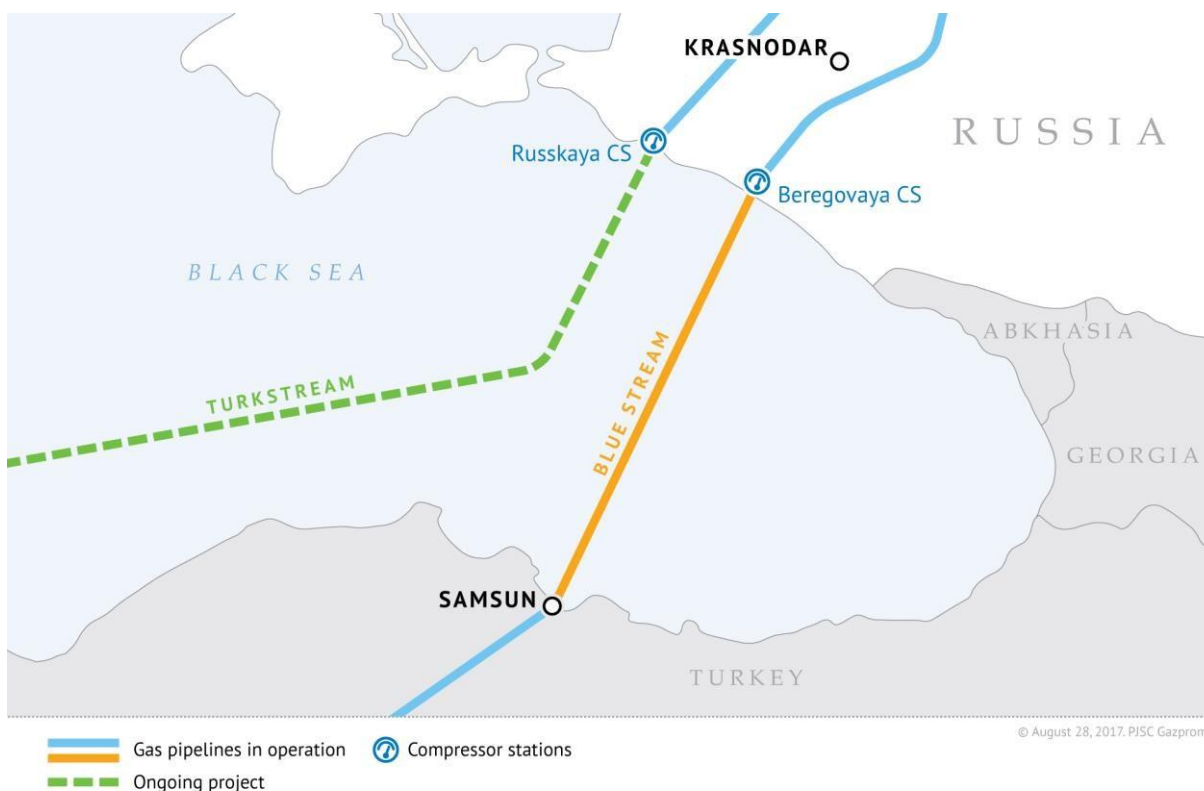 KRASNODAR
RUSSIA
Russkaya CS
Beregovaya CS
BLACK SEA
ABKHASIA
TURKSTREAM
BLUE STREAM
GEORGIA
SAMSUN
TURKEY
© August 28, 2017. PJSC Gazprom
Gas pipelines in operation
Compressor stations
Ongoing project